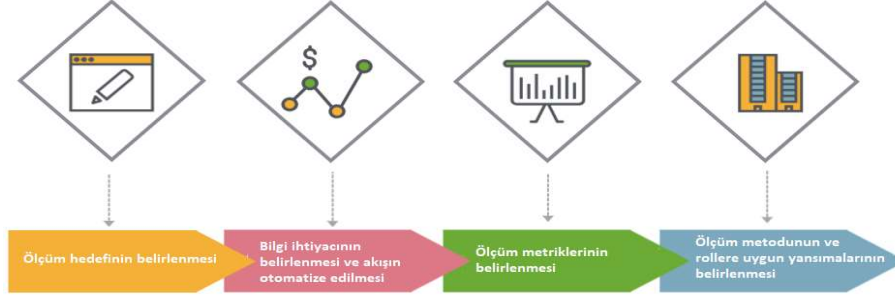 $
Ölçüm hedefinin belirlenmesi
Bilgi ihtiyacının
belirlenmesi ve akışın
otomatize edilmesi
Ölçüm metriklerinin
belirlenmesi
Ölçüm metodunun ve
rollere uygun yansımalarının
belirlenmesi